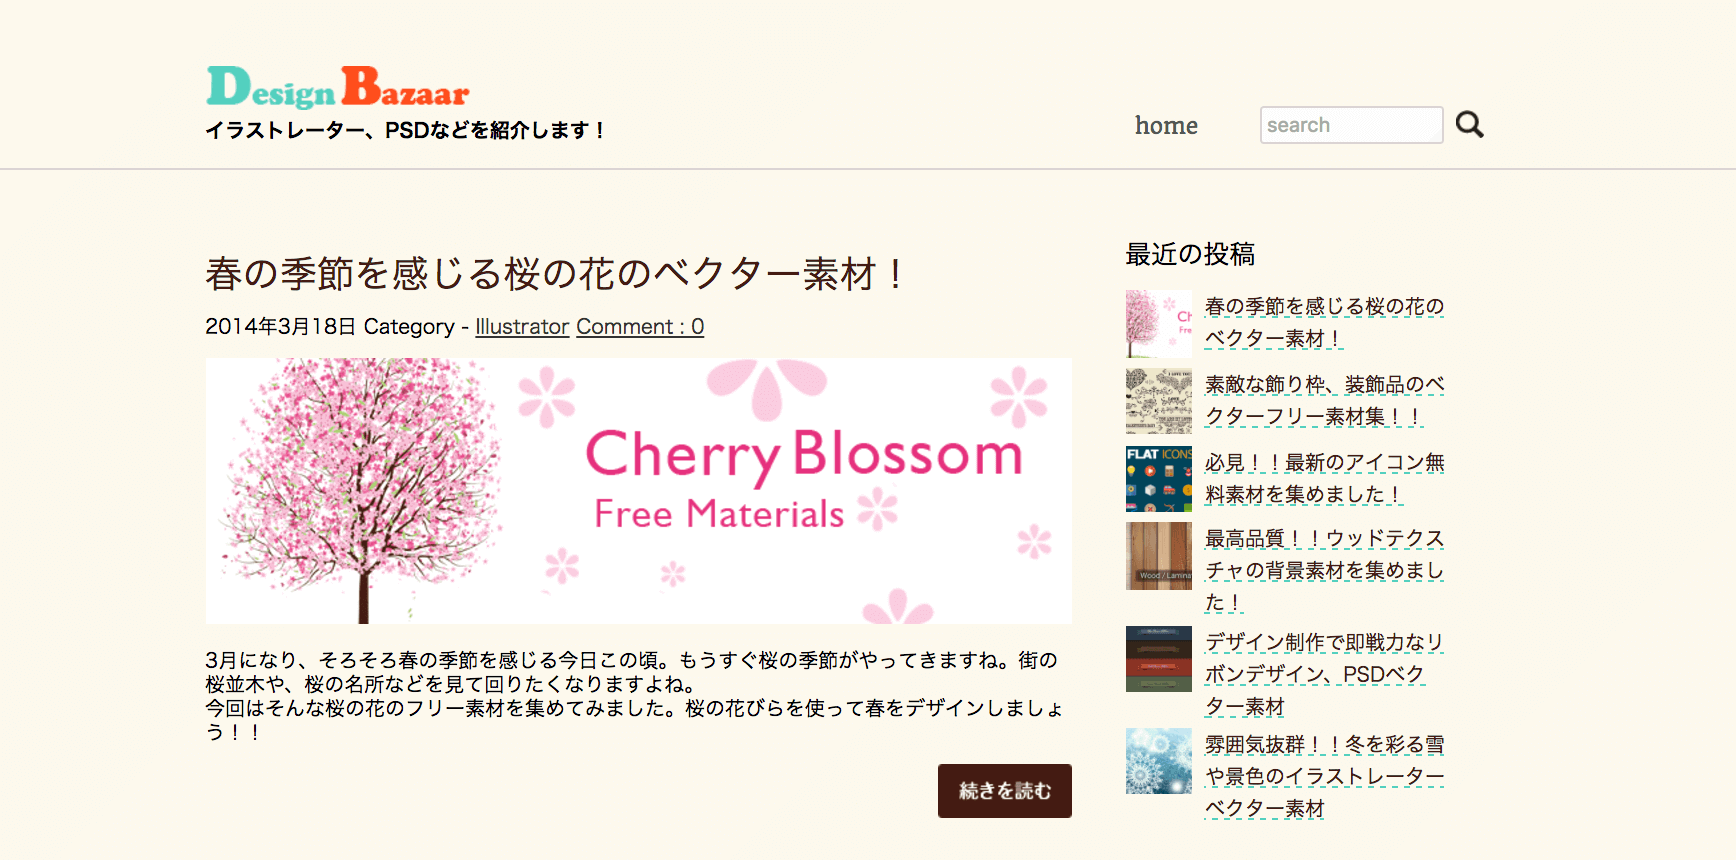 Design Bazaar
イラストレーター、PSDなどを紹介します！
home
search
春の季節を感じる桜の花のベクター素材！
2014年3月18日 Category - Illustrator Comment : 0
Cherry Blossom
Free Materials
3月になり、そろそろ春の季節を感じる今日この頃。もうすぐ桜の季節がやってきますね。街の
桜並木や、桜の名所などを見て回りたくなりますよね。
今回はそんな桜の花のフリー素材を集めてみました。桜の花びらを使って春をデザインしましょ
う！！
続きを読む
最近の投稿
Ch
Fre
春の季節を感じる桜の花の
ベクター素材！
I LOVE YOU
素敵な飾り枠、装飾品のベ
クターフリー素材集！！
FLAT ICONS
必見！！最新のアイコン無
料素材を集めました！
Wood / Lamina
最高品質！！ウッドテクス
チャの背景素材を集めまし
た！
デザイン制作で即戦力なリ
ボンデザイン、PSDベク
ター素材
雰囲気抜群！！冬を彩る雪
や景色のイラストレーター
ベクター素材